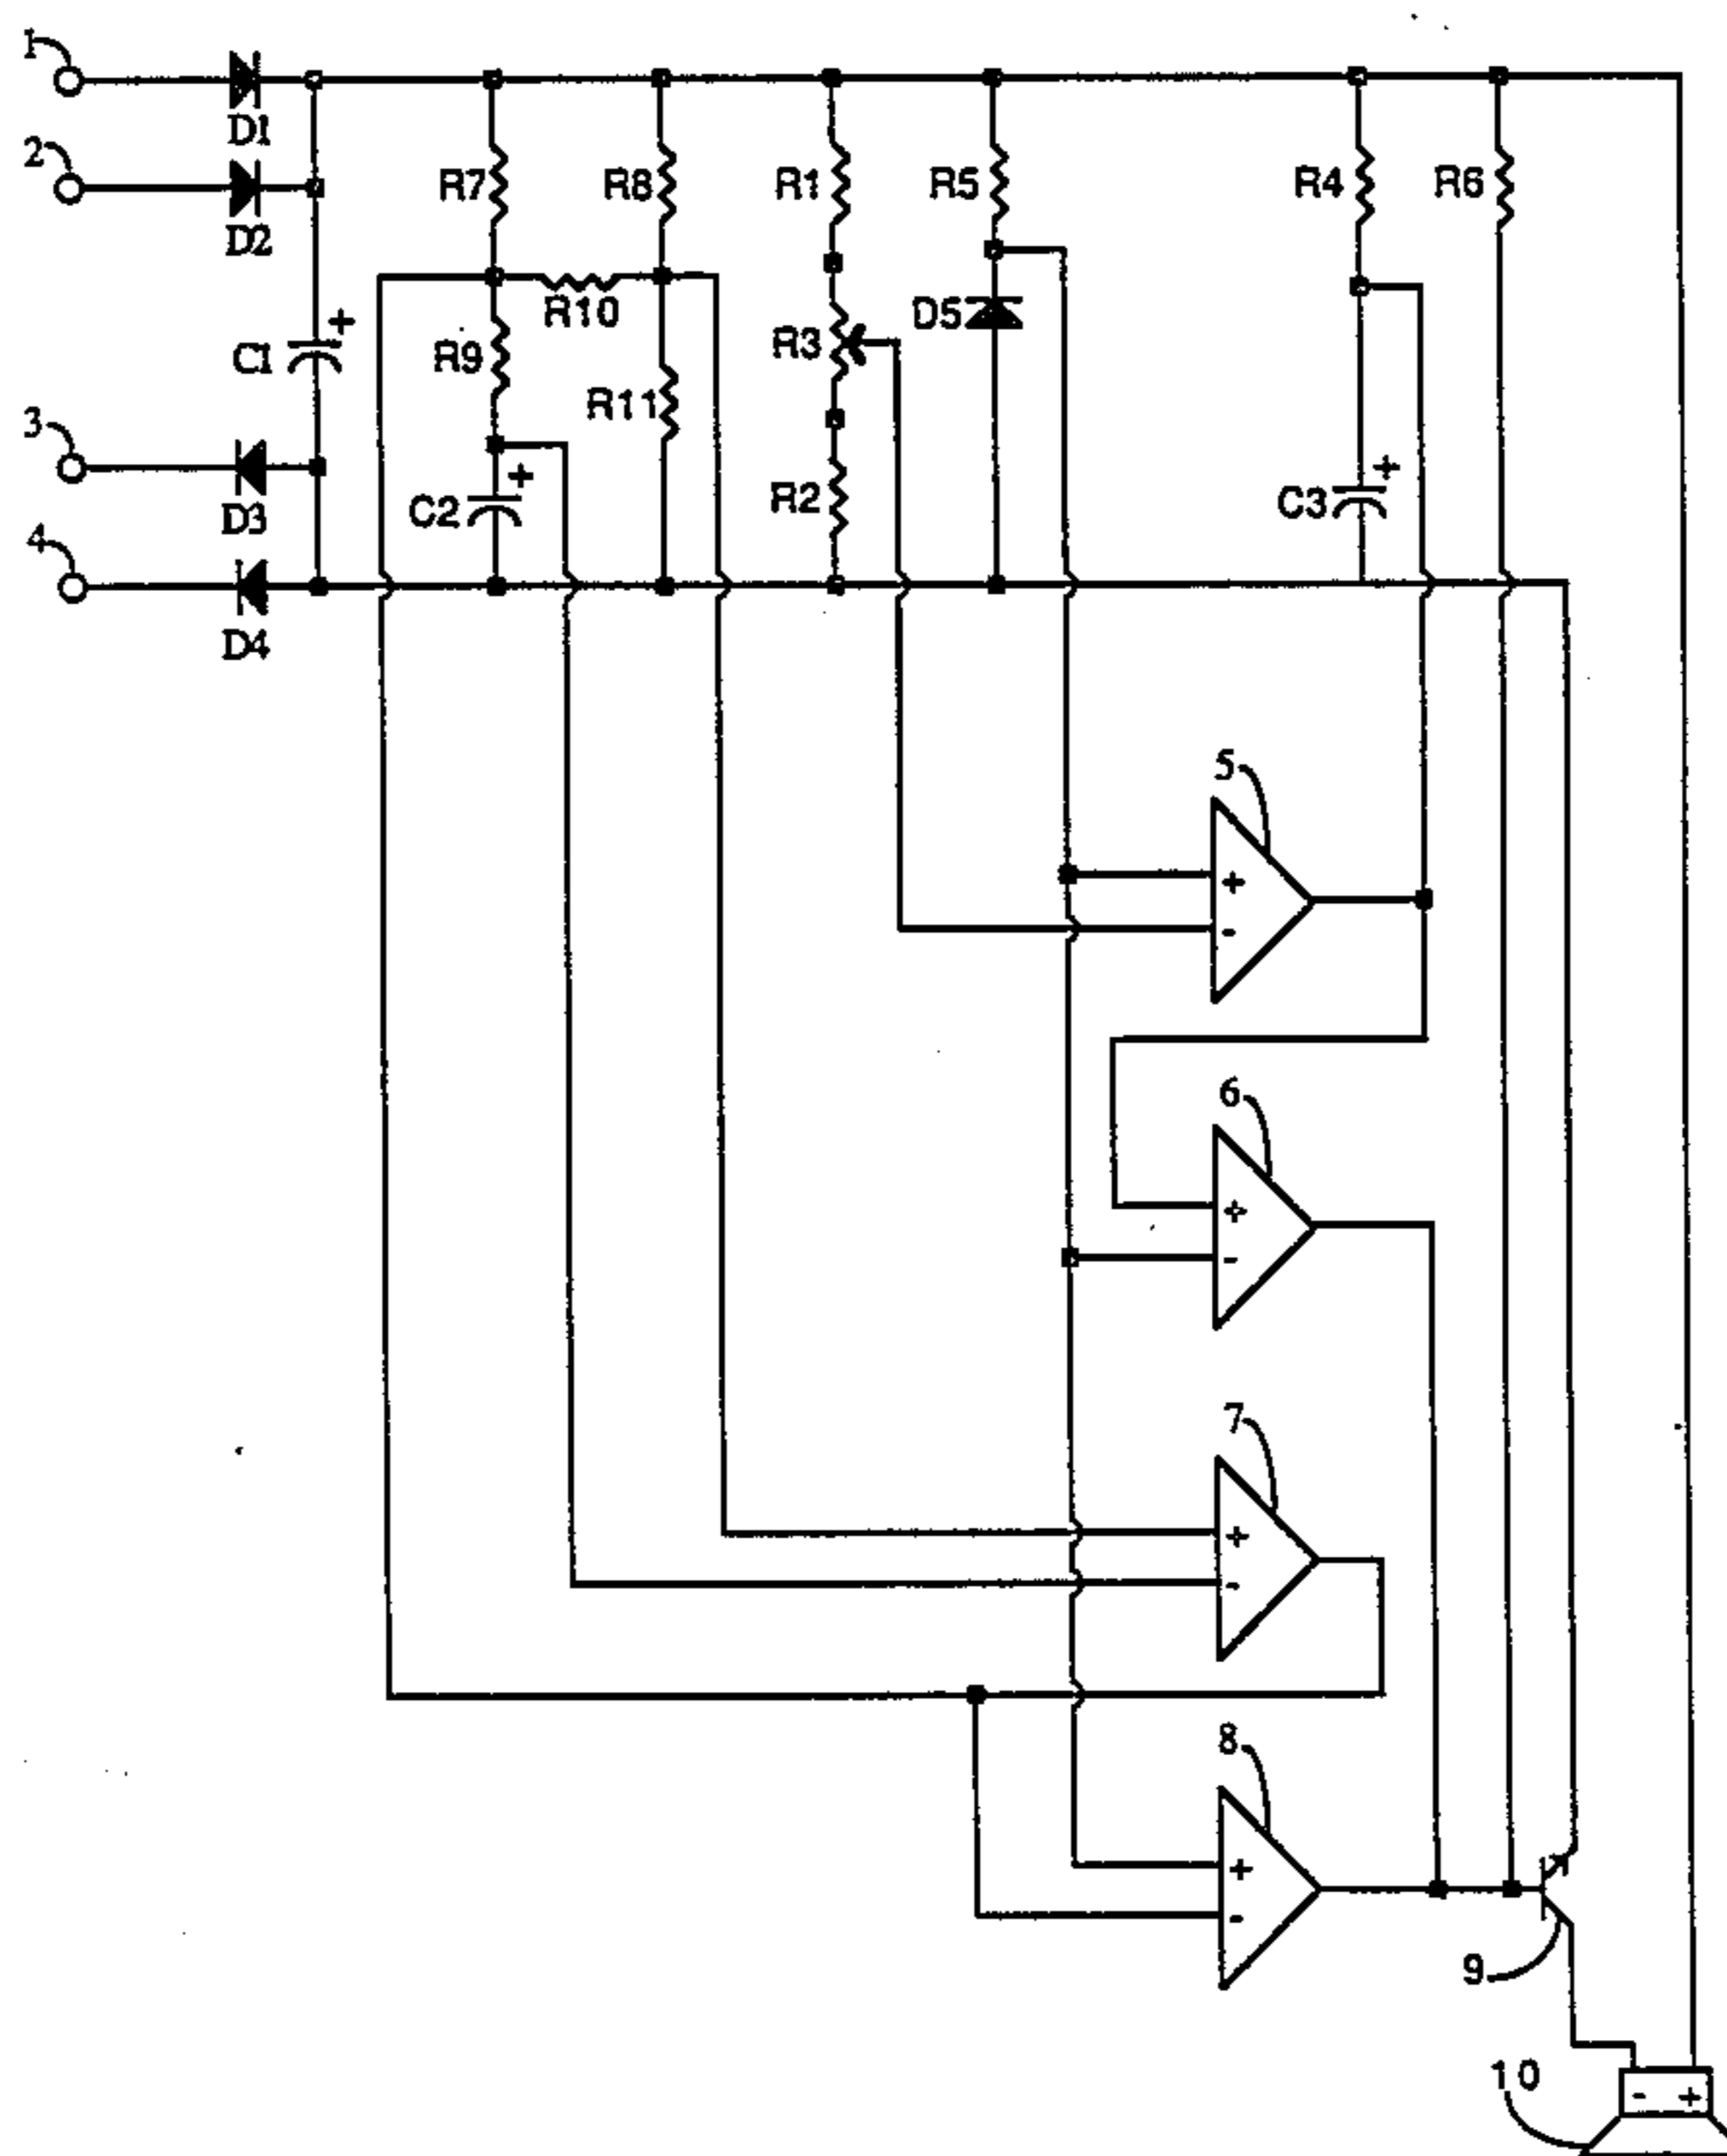 1
D1
2
D2
R7
R8
R1
R5
R4
R6
R10
D5
+
C1
R9
R3
R11
3
D3
+
C2
R2
+
C3
4
D4
5
+
-
6
+
-
7
+
-
8
+
-
9
10
- +